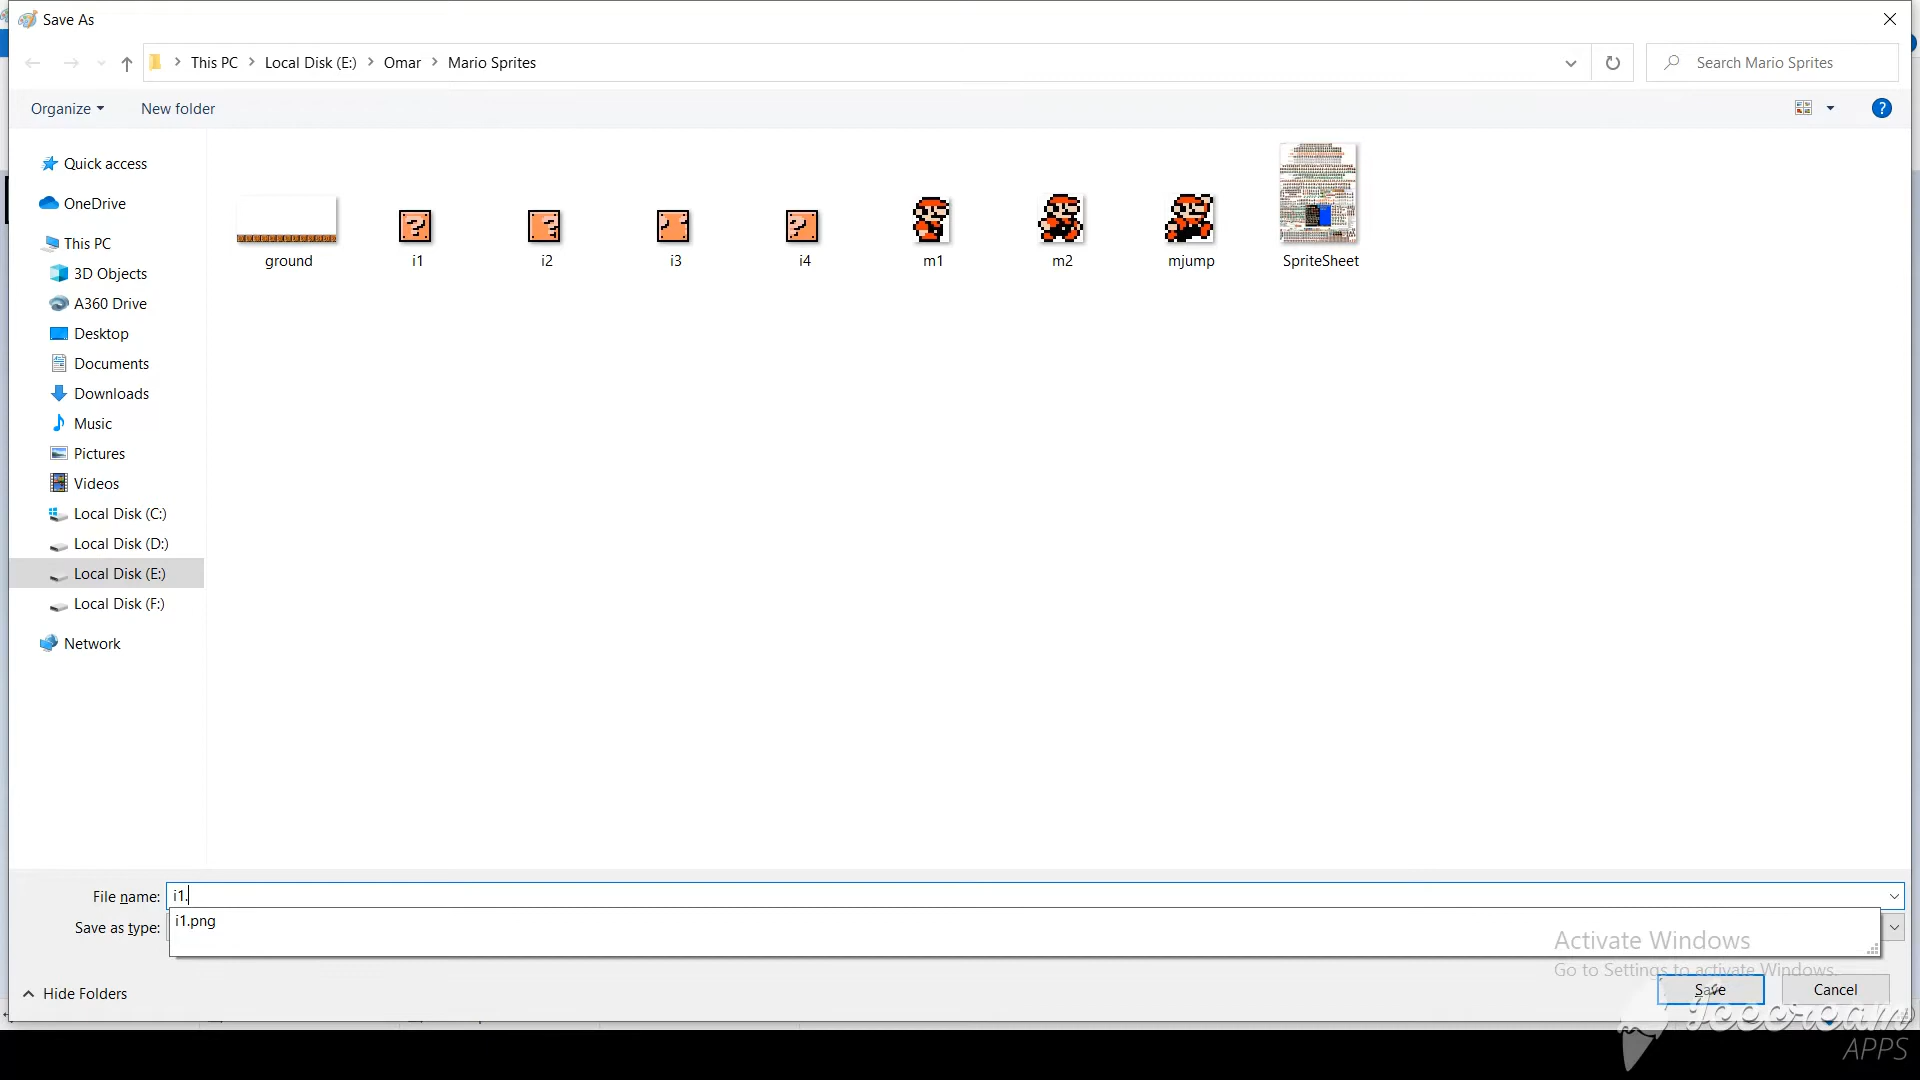 Save As
This PC
Local Disk (E:)
Omar
Mario Sprites
Search Mario Sprites
Organize
New folder
?
Quick access
OneDrive
This PC
3D Objects
A360 Drive
Desktop
Documents
Downloads
Music
Pictures
Videos
Local Disk (C:)
Local Disk (D:)
Local Disk (E:)
Local Disk (F:)
Network
ground
i1
i2
i3
i4
m1
m2
mjump
SpriteSheet
File name: i1.
i1.png
Save as type:
Activate Windows
Go to Settings to activate Windows.
Hide Folders
Save
Cancel
Icecream
APPS